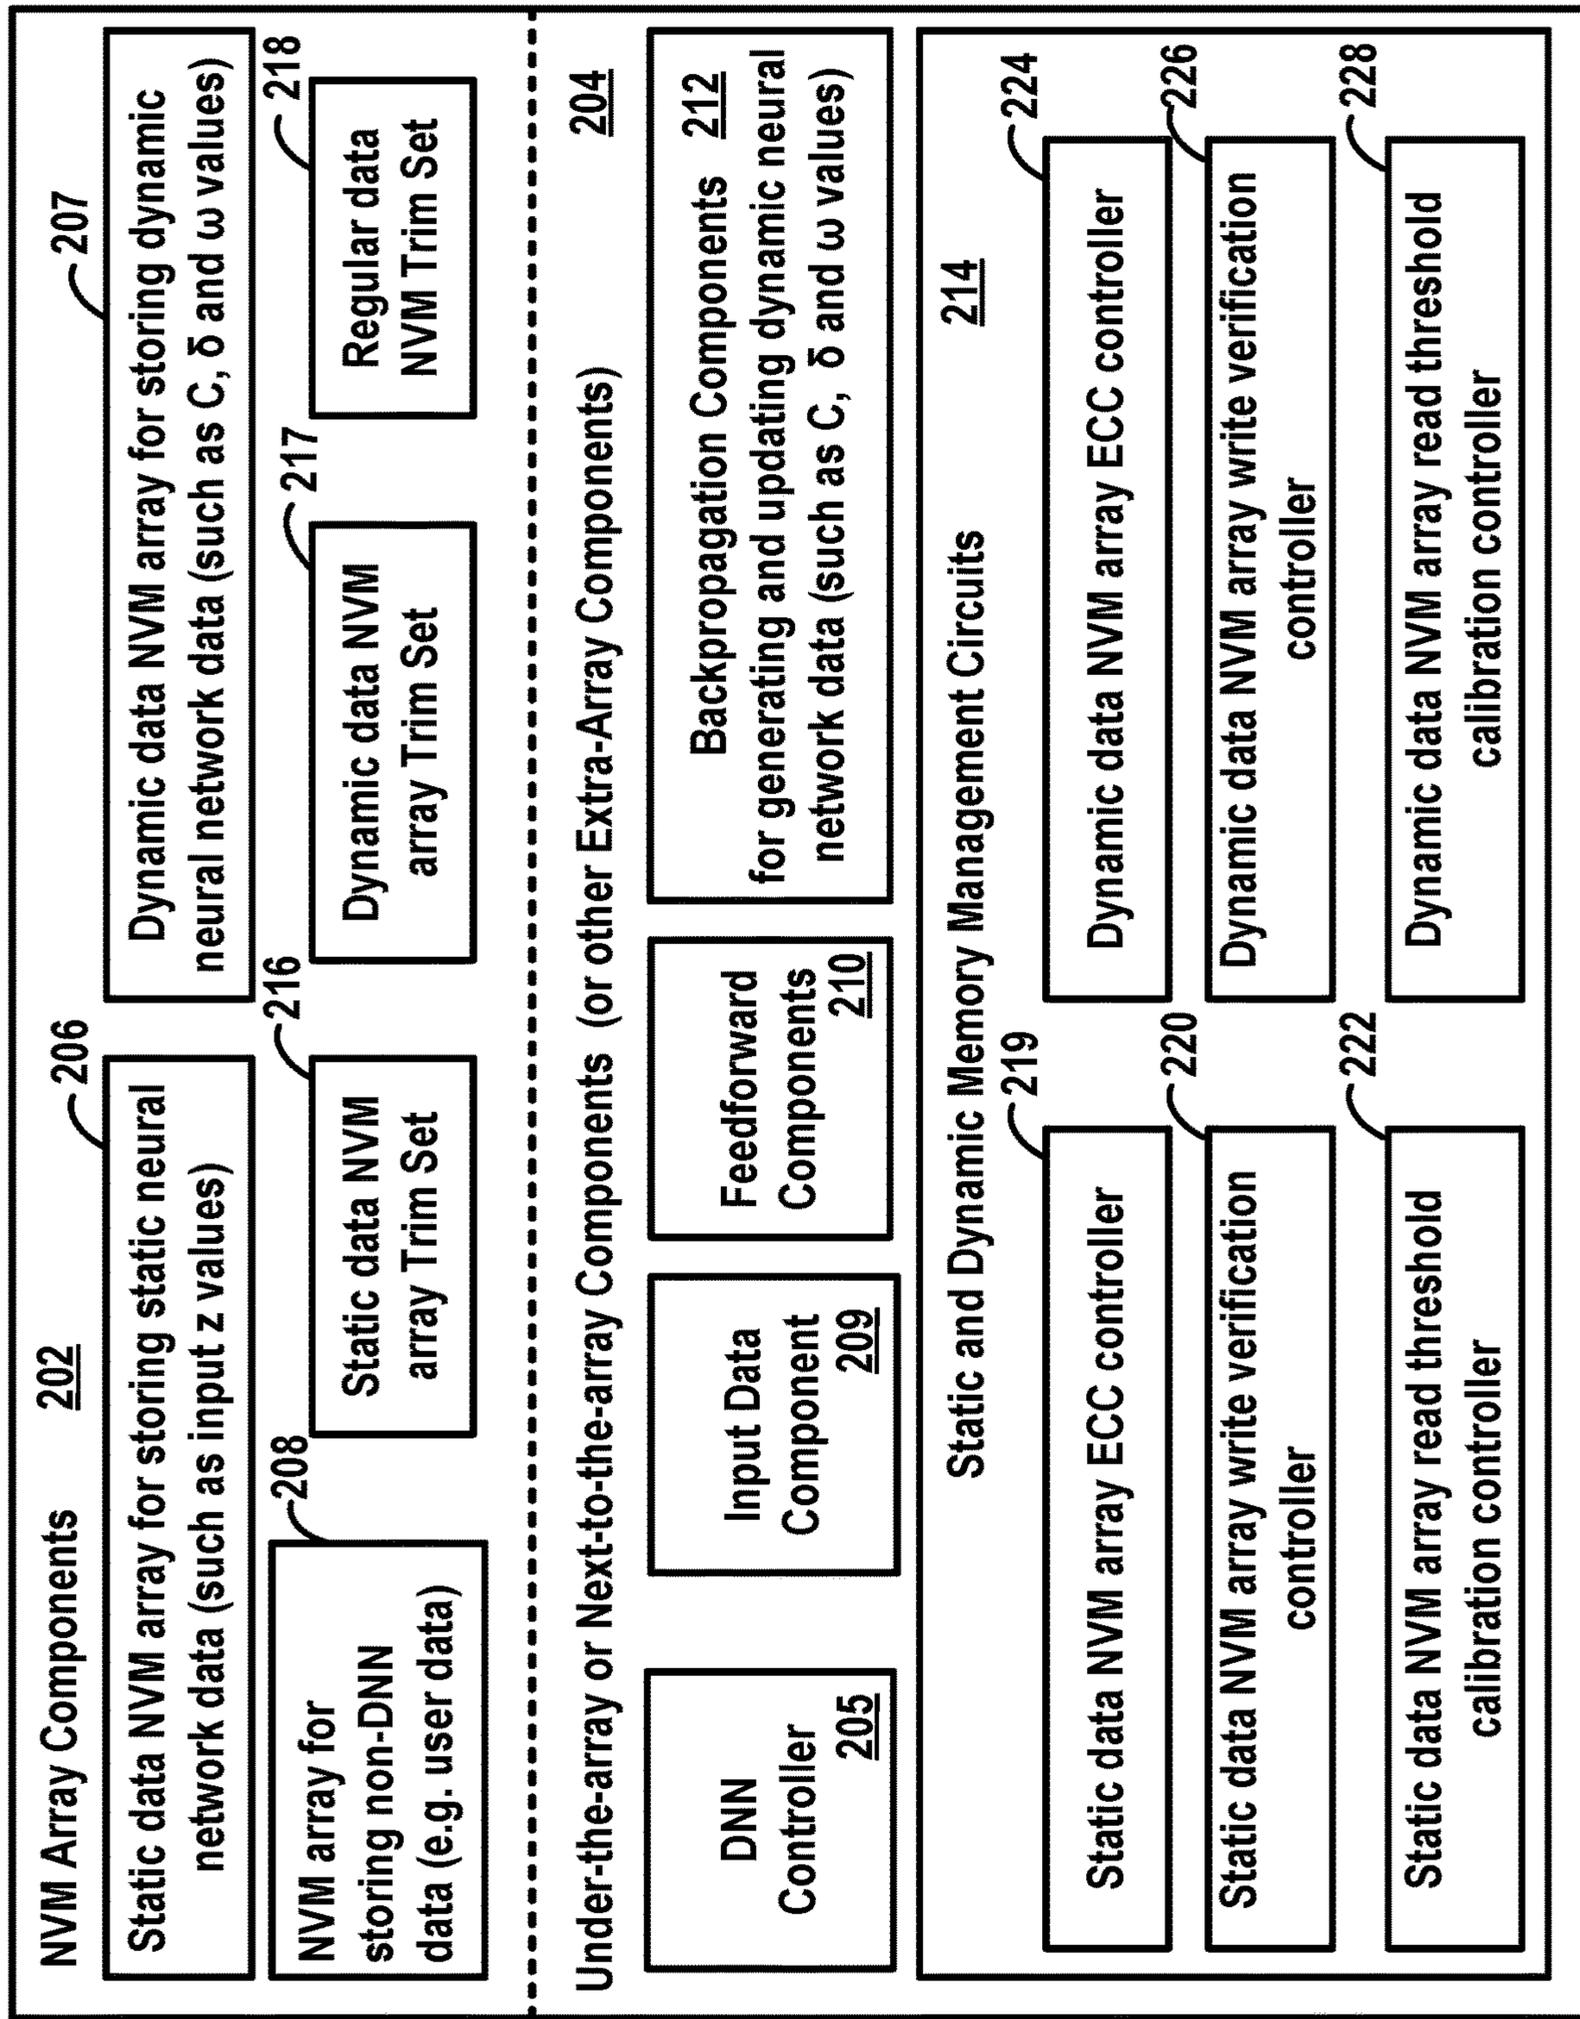 NVM Array Components 202
206
Static data NVM array for storing static neural
network data (such as input z values)
207
Dynamic data NVM array for storing dynamic
neural network data (such as C, δ and ω values)
208
NVM array for
storing non-DNN
data (e.g. user data)
216
Static data NVM
array Trim Set
217
Dynamic data NVM
array Trim Set
218
Regular data
NVM Trim Set
Under-the-array or Next-to-the-array Components (or other Extra-Array Components) 204
DNN
Controller
205
Input Data
Component
209
Feedforward
Components
210
Backpropagation Components 212
for generating and updating dynamic neural
network data (such as C, δ and ω values)
Static and Dynamic Memory Management Circuits 214
219
Static data NVM array ECC controller
224
Dynamic data NVM array ECC controller
220
Static data NVM array write verification
controller
226
Dynamic data NVM array write verification
controller
222
Static data NVM array read threshold
calibration controller
228
Dynamic data NVM array read threshold
calibration controller